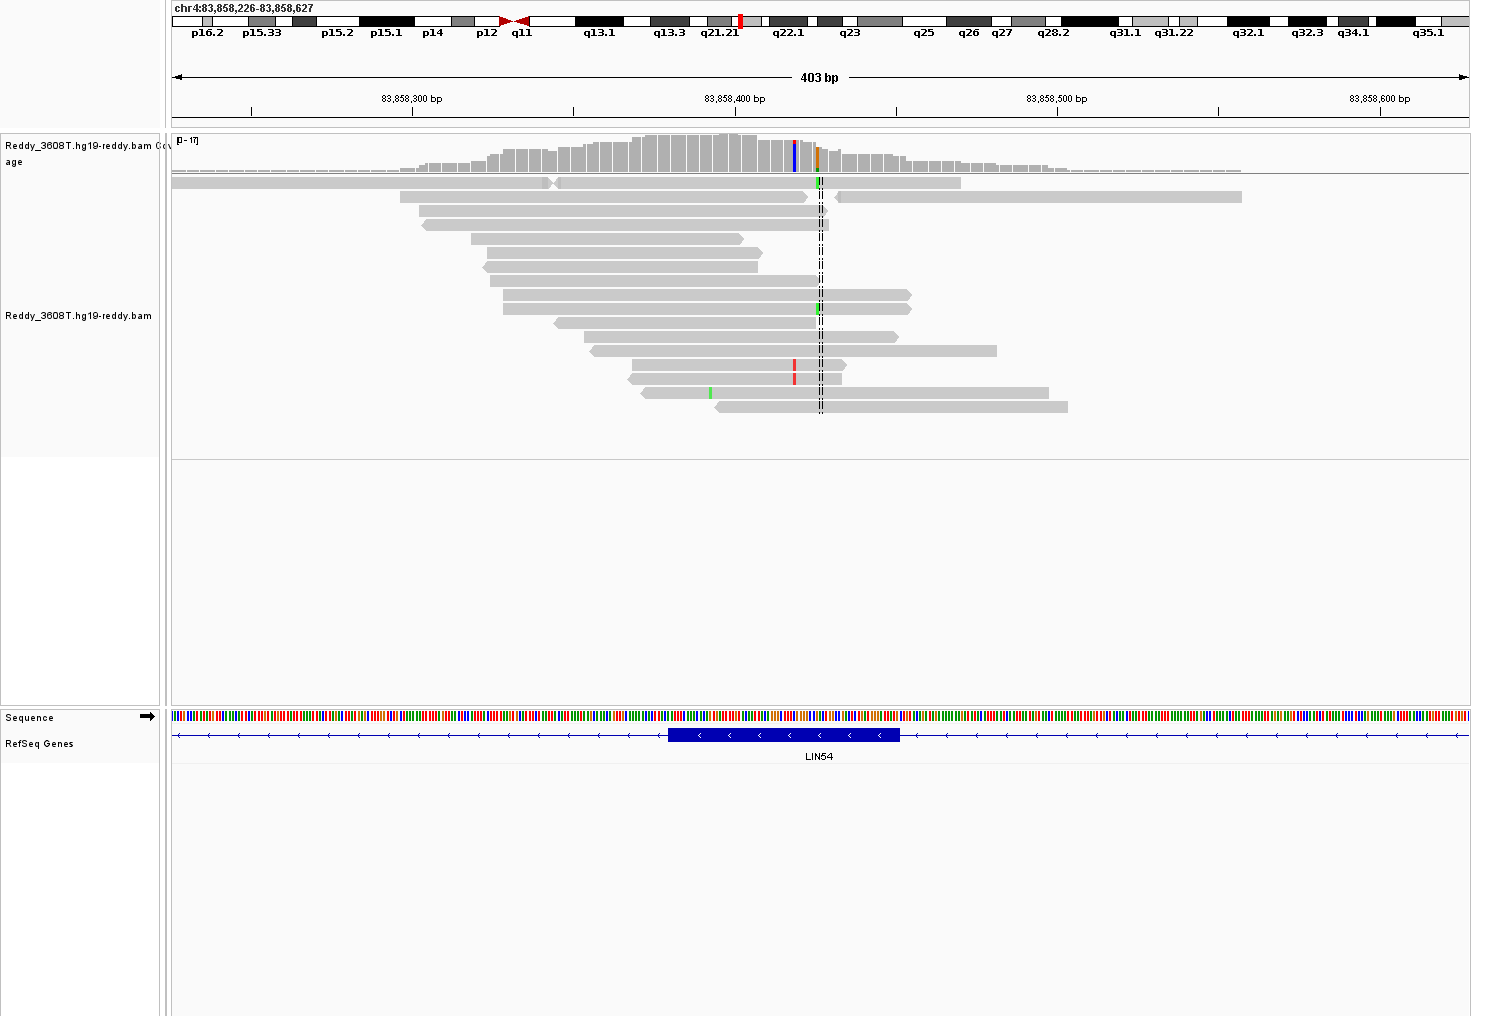 chr4:83,858,226-83,858,627
p16.2 p15.33 p15.2 p15.1 p14 p12 q11 q13.1 q13.3 q21.21 q22.1 q23 q25 q26 q27 q28.2 q31.1 q31.22 q32.1 q32.3 q34.1 q35.1
403 bp
83,858,300 bp 83,858,400 bp 83,858,500 bp 83,858,600 bp
Reddy_3608T.hg19-reddy.bam Cov
age
[0 - 17]
Reddy_3608T.hg19-reddy.bam
Sequence
RefSeq Genes
LIN54